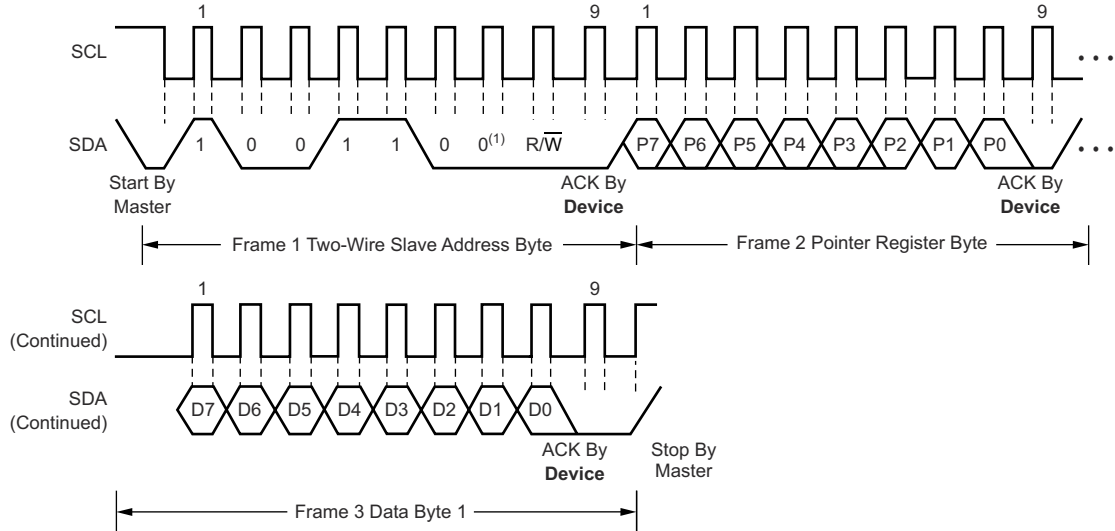 1 9 1 9
SCL
SDA 1 0 0 1 1 0 0(1) R/W̅ P7 P6 P5 P4 P3 P2 P1 P0
Start By
Master
ACK By
Device
ACK By
Device
Frame 1 Two-Wire Slave Address Byte
Frame 2 Pointer Register Byte
1 9
SCL
(Continued)
SDA
(Continued)
D7 D6 D5 D4 D3 D2 D1 D0
ACK By
Device
Stop By
Master
Frame 3 Data Byte 1